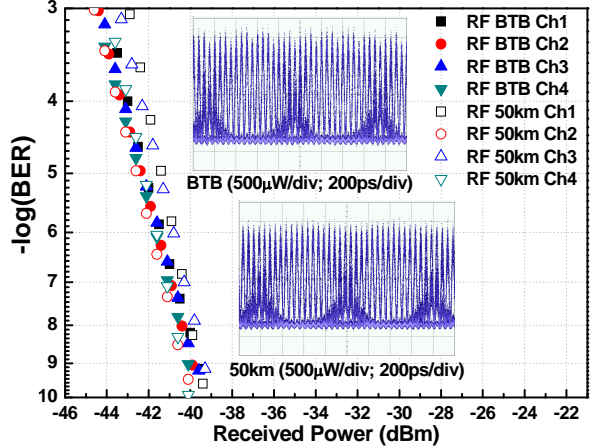 -log(BER)
3
4
5
6
7
8
9
10
RF BTB Ch1
RF BTB Ch2
RF BTB Ch3
RF BTB Ch4
RF 50km Ch1
RF 50km Ch2
RF 50km Ch3
RF 50km Ch4
BTB (500μW/div; 200ps/div)
50km (500μW/div; 200ps/div)
-46 -44 -42 -40 -38 -36 -34 -32 -30 -28 -26 -24 -22
Received Power (dBm)